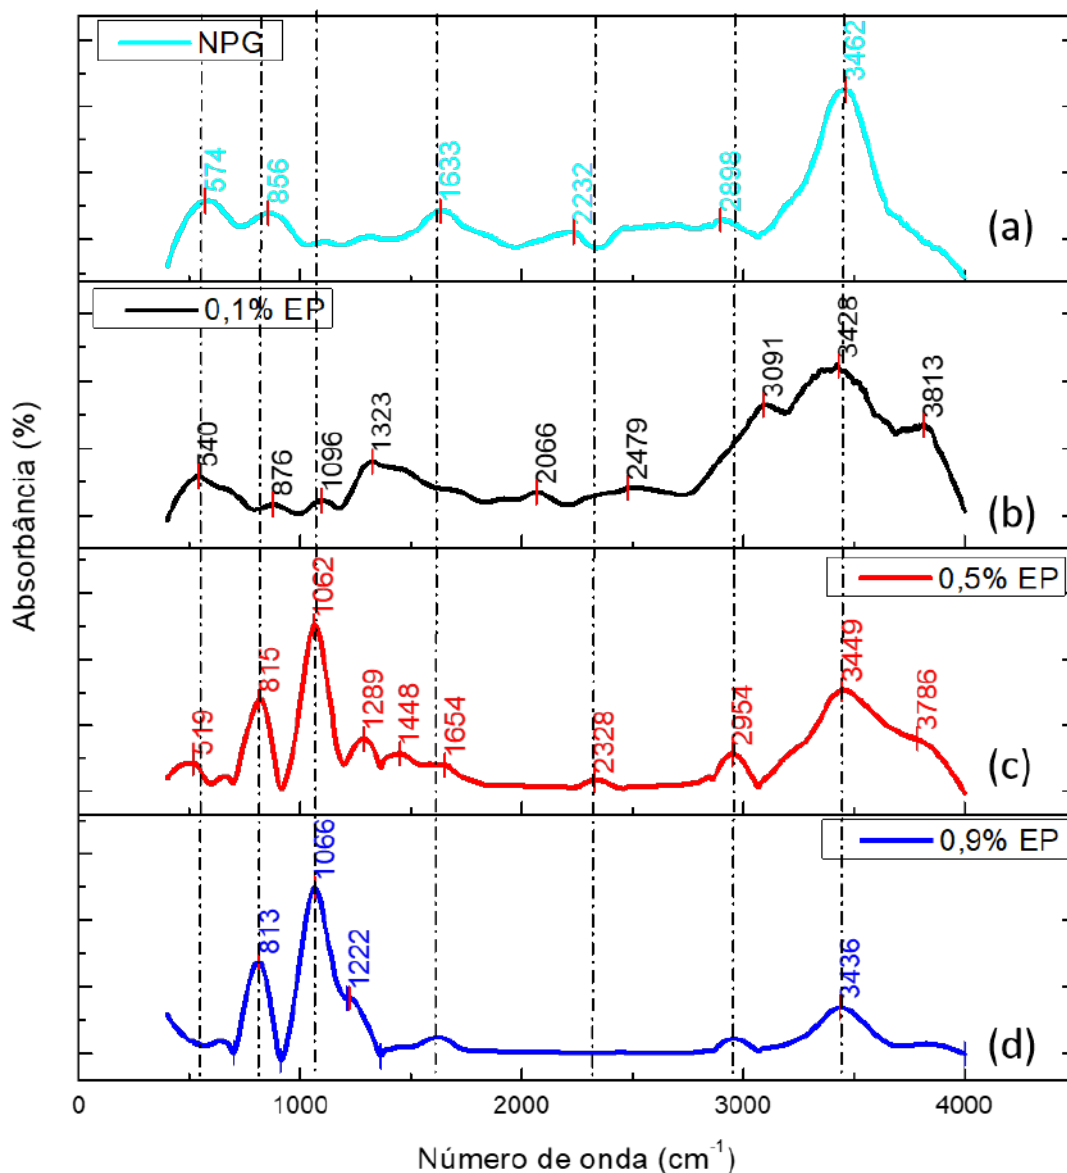 NPG
574
856
1633
2232
2898
3462
(a)
0,1% EP
540
876
1096
1323
2066
2479
3091
3428
3813
(b)
Absorbância (%)
0,5% EP
519
815
1062
1289
1448
1654
2328
2954
3449
3786
(c)
0,9% EP
813
1066
1222
3436
(d)
0 1000 2000 3000 4000
Número de onda (cm⁻¹)